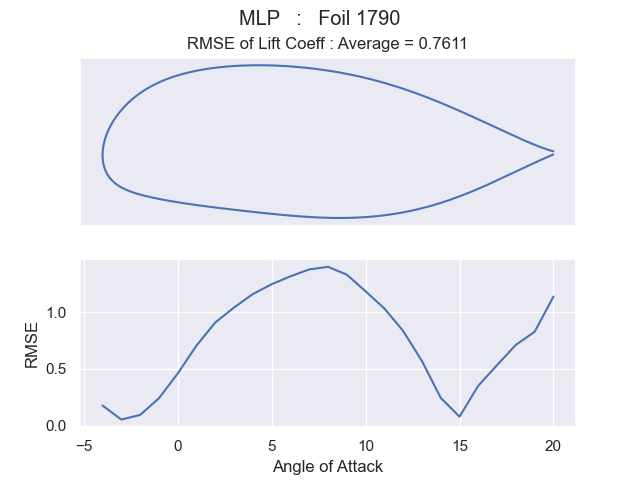 MLP   :   Foil 1790
RMSE of Lift Coeff : Average = 0.7611
1.0
0.5
0.0
RMSE
−5 0 5 10 15 20
Angle of Attack